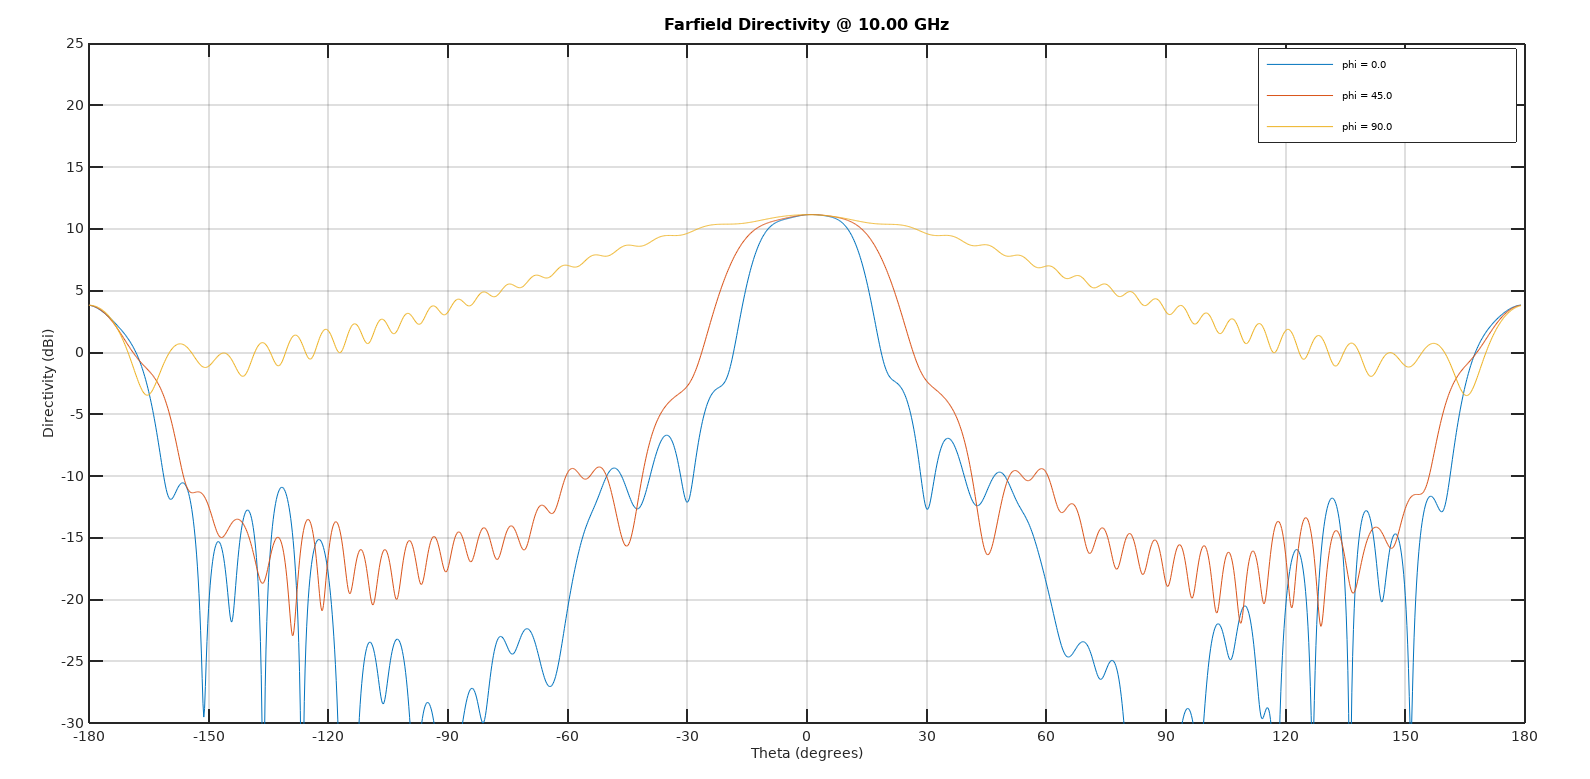 Farfield Directivity @ 10.00 GHz
phi = 0.0
phi = 45.0
phi = 90.0
Directivity (dBi)
25
20
15
10
5
0
-5
-10
-15
-20
-25
-30
-180 -150 -120 -90 -60 -30 0 30 60 90 120 150 180
Theta (degrees)